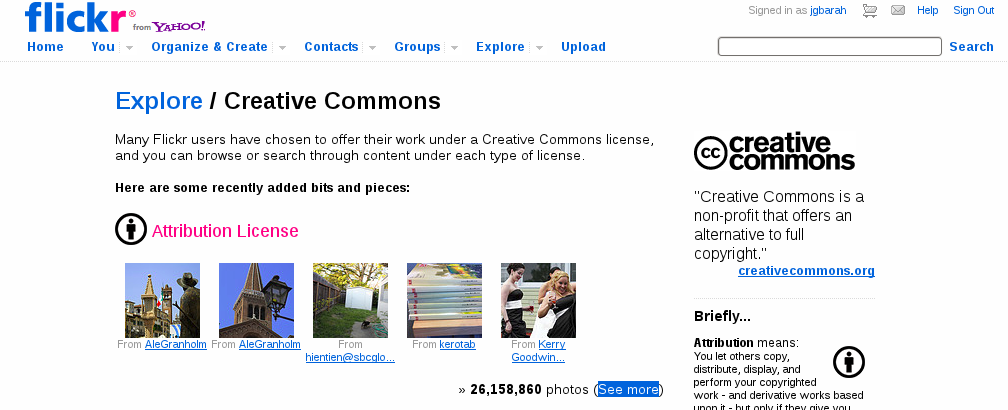 flickr® from YAHOO!
Signed in as jgbarah Help Sign Out
Home You Organize & Create Contacts Groups Explore Upload Search
Explore / Creative Commons
Many Flickr users have chosen to offer their work under a Creative Commons license,
and you can browse or search through content under each type of license.
Here are some recently added bits and pieces:
Attribution License
From AleGranholm
From AleGranholm
From
hientien@sbcglo...
From kerotab
From Kerry
Goodwin...
» 26,158,860 photos (See more)
cc creative
commons
"Creative Commons is a
non-profit that offers an
alternative to full
copyright."
creativecommons.org
Briefly...
Attribution means:
You let others copy,
distribute, display, and
perform your copyrighted
work - and derivative works based
upon it - but only if they give you